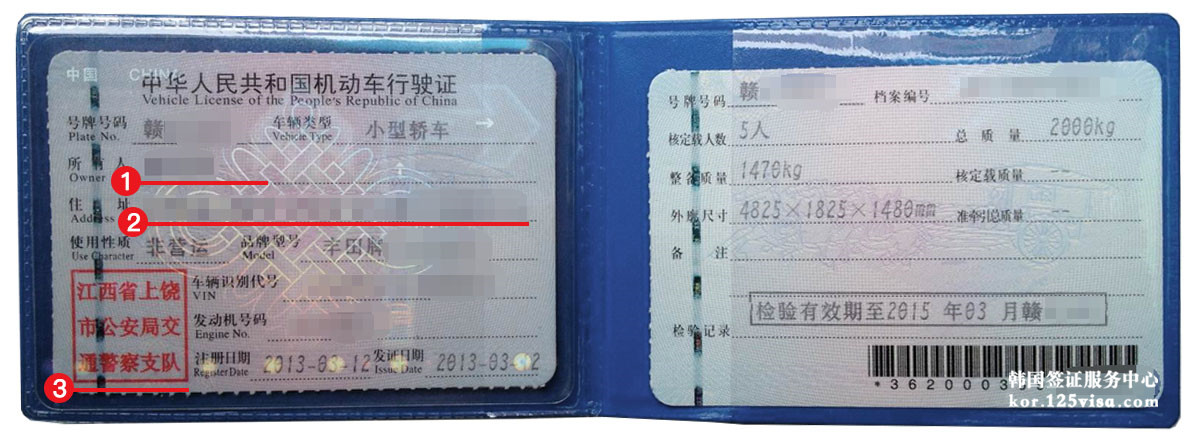 中国 CHINA
中华人民共和国机动车行驶证
Vehicle License of the People's Republic of China
号牌号码 赣 车辆类型 小型轿车
Plate No. Vehicle Type
所有人
Owner
1
住址
Address
2
使用性质 非营运 品牌型号
Use Character Model
江西省上饶
市公安局交
通警察支队
车辆识别代号
VIN
发动机号码
Engine No.
注册日期 2013-03-12 发证日期 2013-03-12
Register Date Issue Date
3
号牌号码 赣 档案编号
核定载人数 5人 总质量 2000kg
整备质量 1470kg 核定载质量 --
外廓尺寸 4825×1825×1480mm 准牵引总质量 --
备注
检验有效期至2015年03月赣
检验记录
*362000
韩国签证服务中心
kor.125visa.com